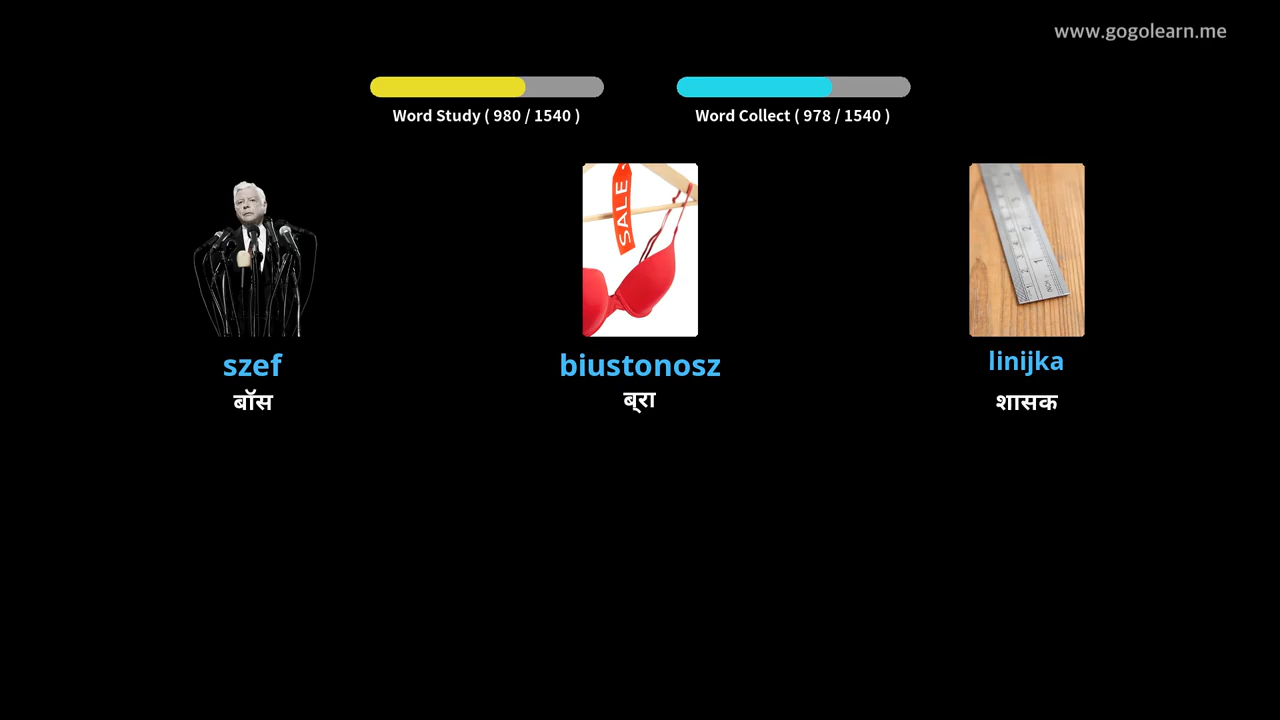 www.gogolearn.me
Word Study ( 980 / 1540 )
Word Collect ( 978 / 1540 )
SALE
szef
बॉस
biustonosz
ब्रा
linijka
शासक